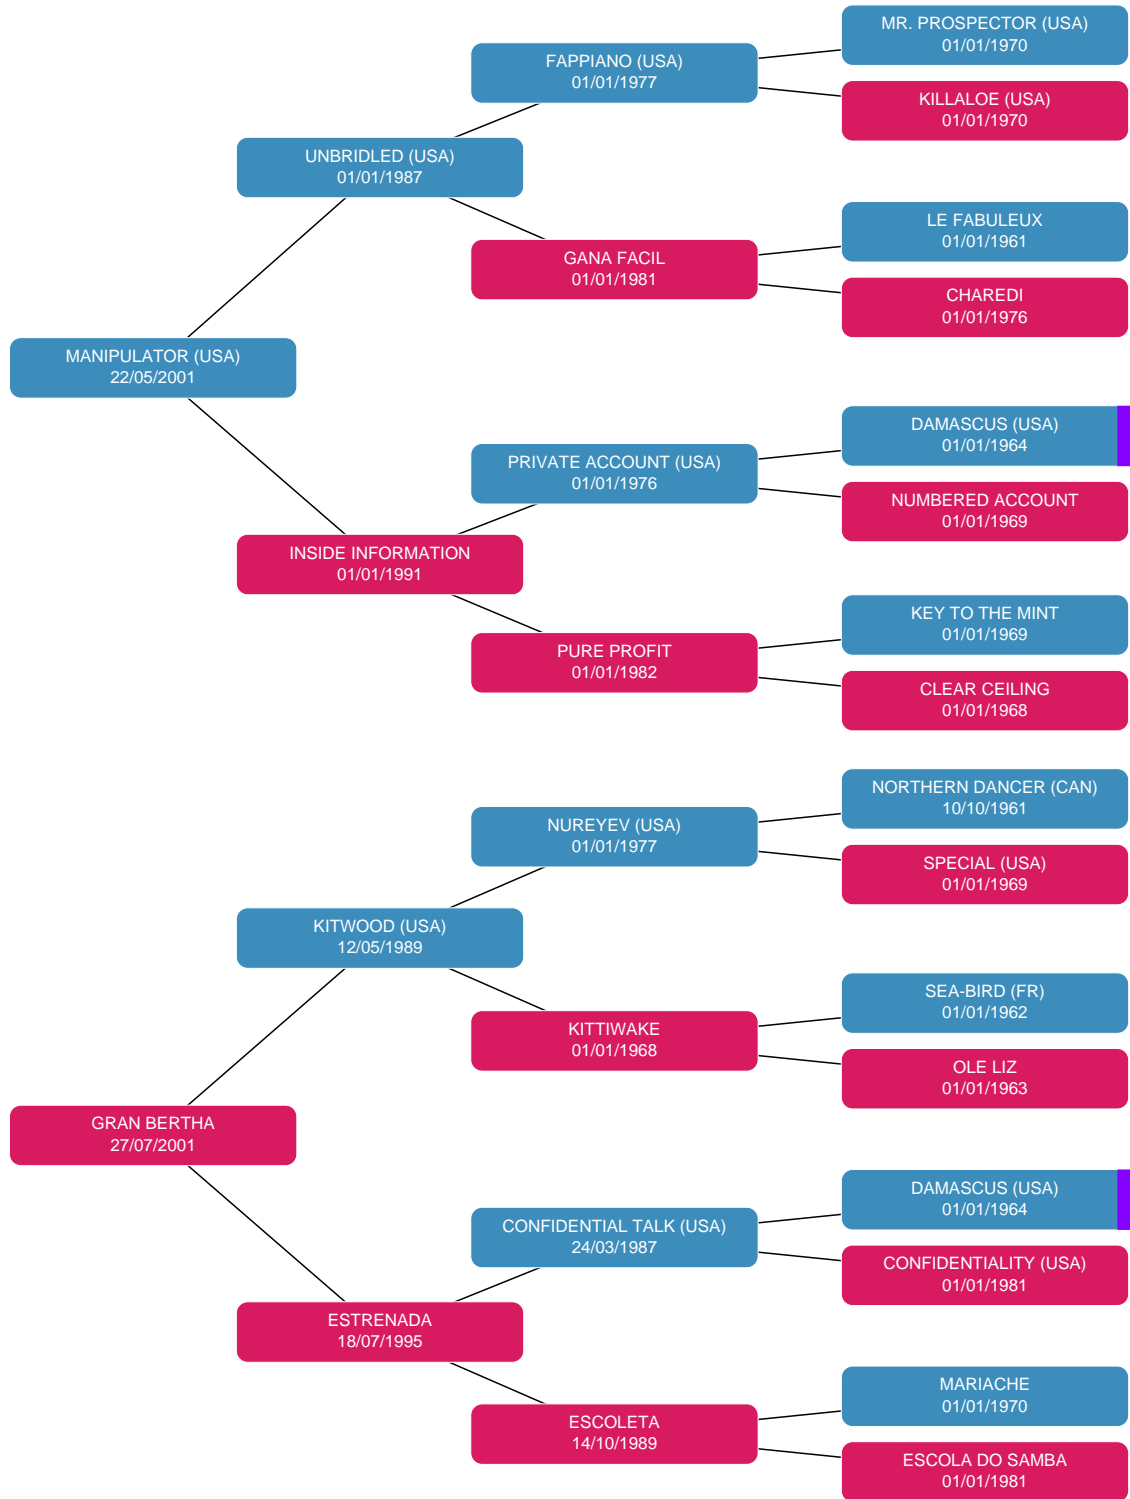 MR. PROSPECTOR (USA)
01/01/1970
FAPPIANO (USA)
01/01/1977
KILLALOE (USA)
01/01/1970
UNBRIDLED (USA)
01/01/1987
LE FABULEUX
01/01/1961
GANA FACIL
01/01/1981
CHAREDI
01/01/1976
MANIPULATOR (USA)
22/05/2001
DAMASCUS (USA)
01/01/1964
PRIVATE ACCOUNT (USA)
01/01/1976
NUMBERED ACCOUNT
01/01/1969
INSIDE INFORMATION
01/01/1991
KEY TO THE MINT
01/01/1969
PURE PROFIT
01/01/1982
CLEAR CEILING
01/01/1968
NORTHERN DANCER (CAN)
10/10/1961
NUREYEV (USA)
01/01/1977
SPECIAL (USA)
01/01/1969
KITWOOD (USA)
12/05/1989
SEA-BIRD (FR)
01/01/1962
KITTIWAKE
01/01/1968
OLE LIZ
01/01/1963
GRAN BERTHA
27/07/2001
DAMASCUS (USA)
01/01/1964
CONFIDENTIAL TALK (USA)
24/03/1987
CONFIDENTIALITY (USA)
01/01/1981
ESTRENADA
18/07/1995
MARIACHE
01/01/1970
ESCOLETA
14/10/1989
ESCOLA DO SAMBA
01/01/1981